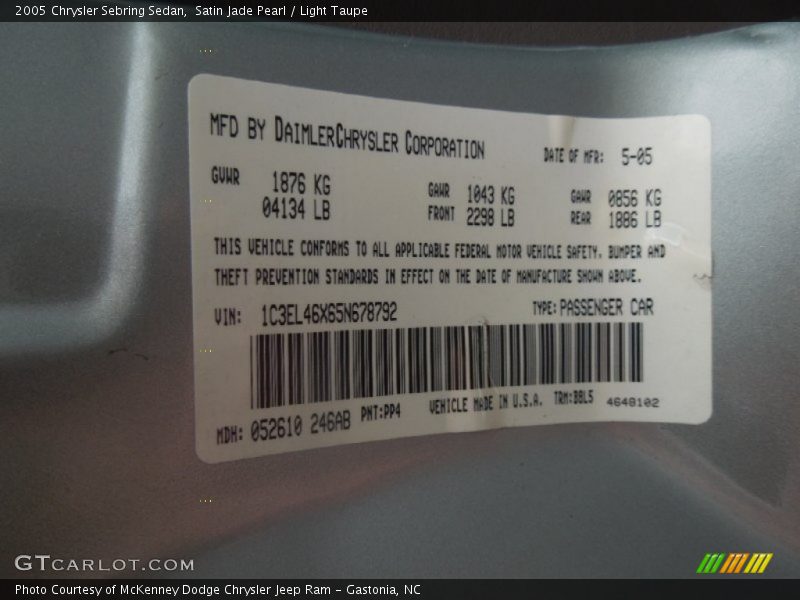 2005 Chrysler Sebring Sedan, Satin Jade Pearl / Light Taupe
MFD BY DAIMLERCHRYSLER CORPORATION DATE OF MFR: 5-05
GVWR 1876 KG GAWR 1043 KG GAWR 0856 KG
04134 LB FRONT 2298 LB REAR 1886 LB
THIS VEHICLE CONFORMS TO ALL APPLICABLE FEDERAL MOTOR VEHICLE SAFETY, BUMPER AND
THEFT PREVENTION STANDARDS IN EFFECT ON THE DATE OF MANUFACTURE SHOWN ABOVE.
VIN: 1C3EL46X65N678792 TYPE: PASSENGER CAR
MDH: 052610 246AB PNT:PP4 VEHICLE MADE IN U.S.A. TRM:BBL5 4648102
GTCARLOT.COM
Photo Courtesy of McKenney Dodge Chrysler Jeep Ram - Gastonia, NC